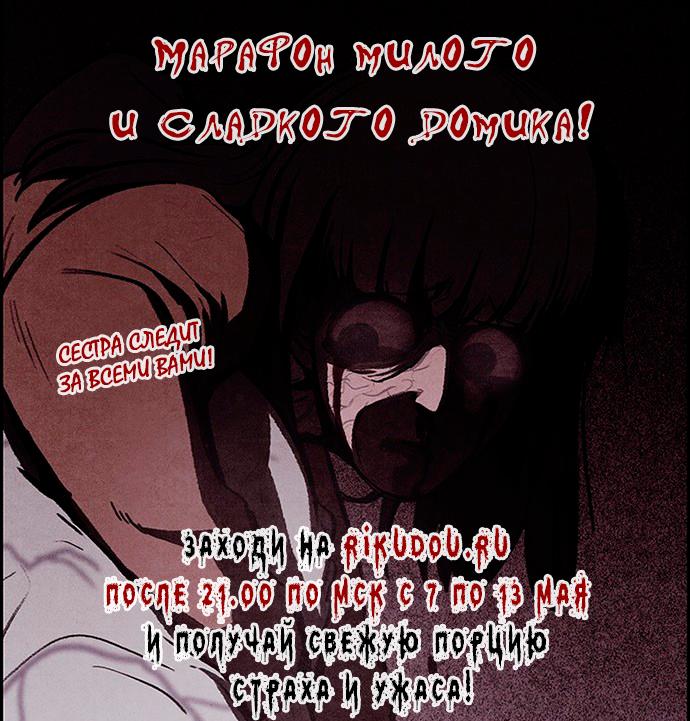 Марафон милого
и сладкого домика!
СЕСТРА СЛЕДИТ
ЗА ВСЕМИ ВАМИ!
ЗАХОДИ НА RIKUDOU.RU
ПОСЛЕ 21.00 ПО МСК С 7 ПО 13 МАЯ
И ПОЛУЧАЙ СВЕЖУЮ ПОРЦИЮ
СТРАХА И УЖАСА!